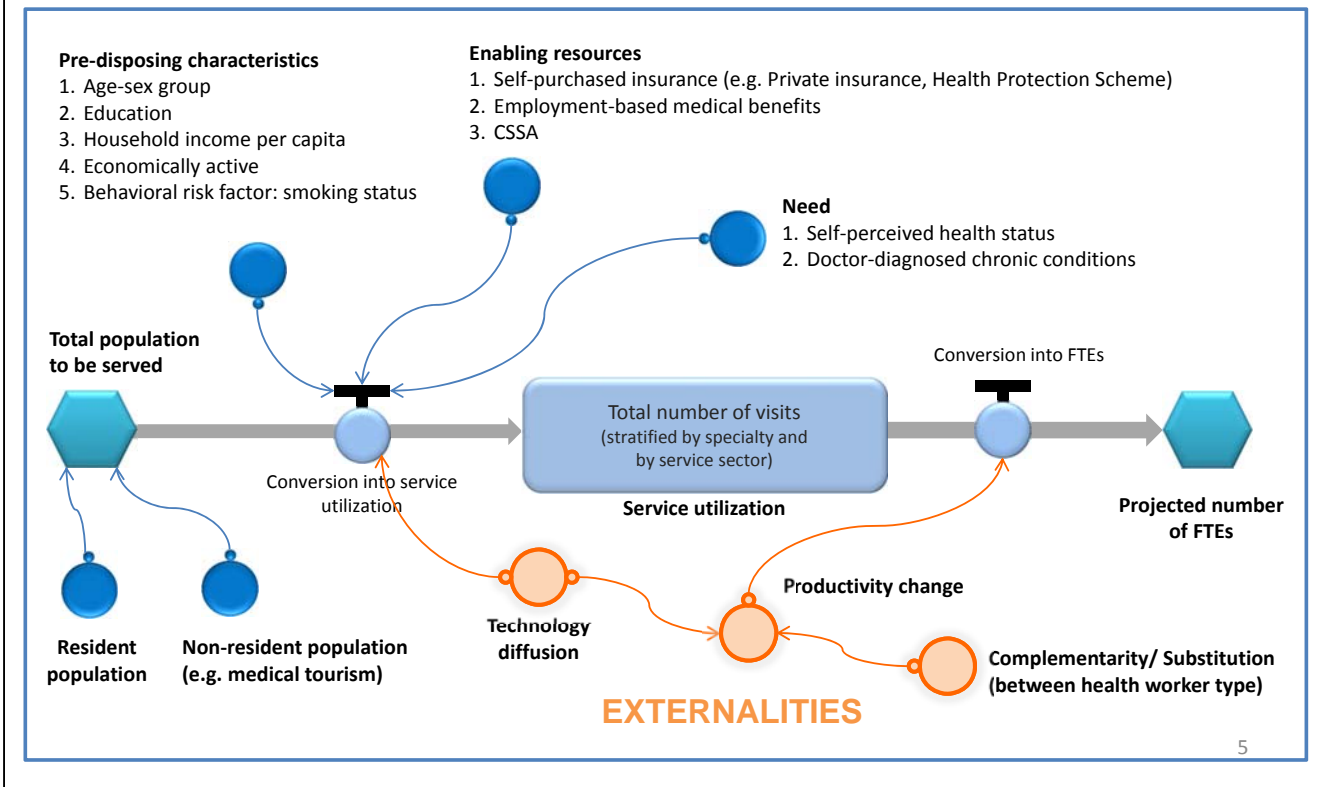 Pre-disposing characteristics
1. Age-sex group
2. Education
3. Household income per capita
4. Economically active
5. Behavioral risk factor: smoking status
Enabling resources
1. Self-purchased insurance (e.g. Private insurance, Health Protection Scheme)
2. Employment-based medical benefits
3. CSSA
Need
1. Self-perceived health status
2. Doctor-diagnosed chronic conditions
Total population
to be served
Conversion into service
utilization
Total number of visits
(stratified by specialty and
by service sector)
Service utilization
Conversion into FTEs
Projected number
of FTEs
Resident
population
Non-resident population
(e.g. medical tourism)
Technology
diffusion
Productivity change
Complementarity/ Substitution
(between health worker type)
EXTERNALITIES
5